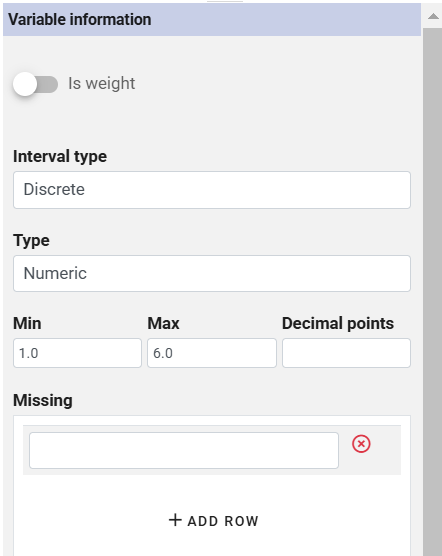 Variable information
Is weight
Interval type
Discrete
Type
Numeric
Min Max Decimal points
1.0 6.0
Missing
+ ADD ROW